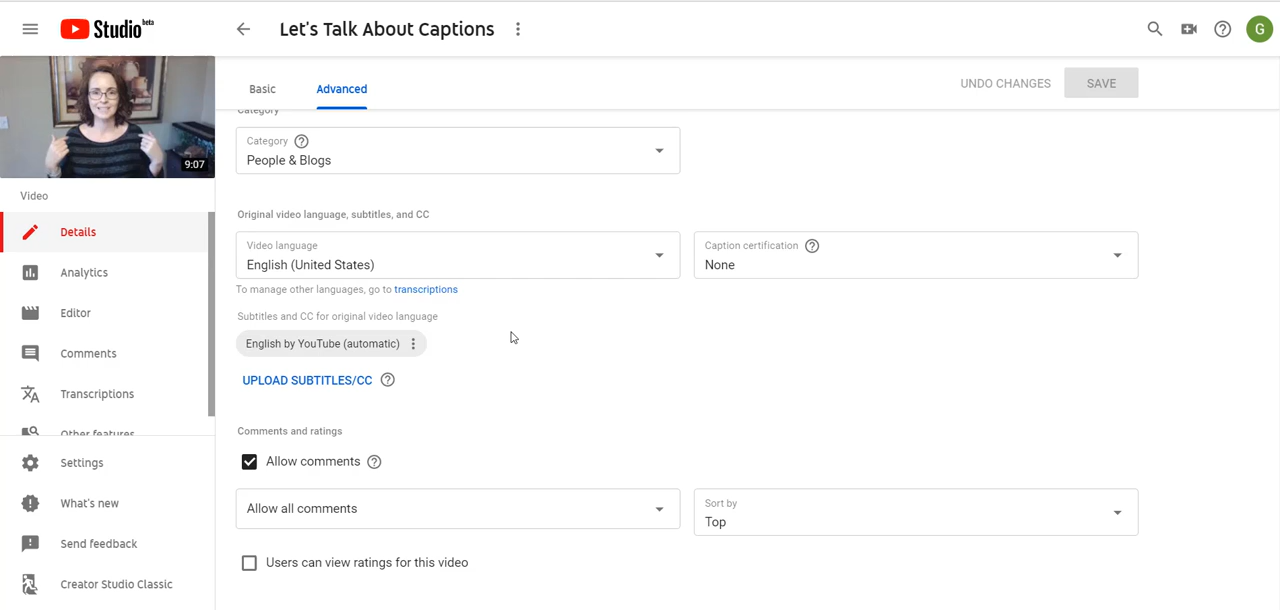 Studio beta
Let's Talk About Captions
G
Basic
Advanced
UNDO CHANGES
SAVE
9:07
Video
Details
Analytics
Editor
Comments
Transcriptions
Other features
Settings
What's new
Send feedback
Creator Studio Classic
Category
Category
People & Blogs
Original video language, subtitles, and CC
Video language
English (United States)
Caption certification
None
To manage other languages, go to transcriptions
Subtitles and CC for original video language
English by YouTube (automatic)
UPLOAD SUBTITLES/CC
Comments and ratings
Allow comments
Allow all comments
Sort by
Top
Users can view ratings for this video